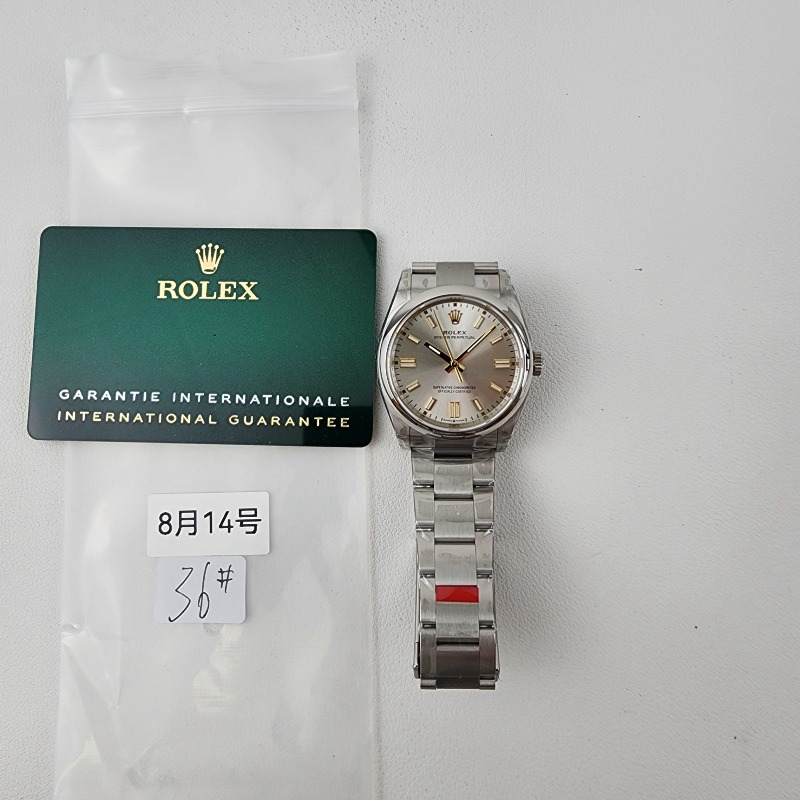 ROLEX
GARANTIE INTERNATIONALE
INTERNATIONAL GUARANTEE
8月14号
36#
ROLEX
OYSTER PERPETUAL
SUPERLATIVE CHRONOMETER
OFFICIALLY CERTIFIED